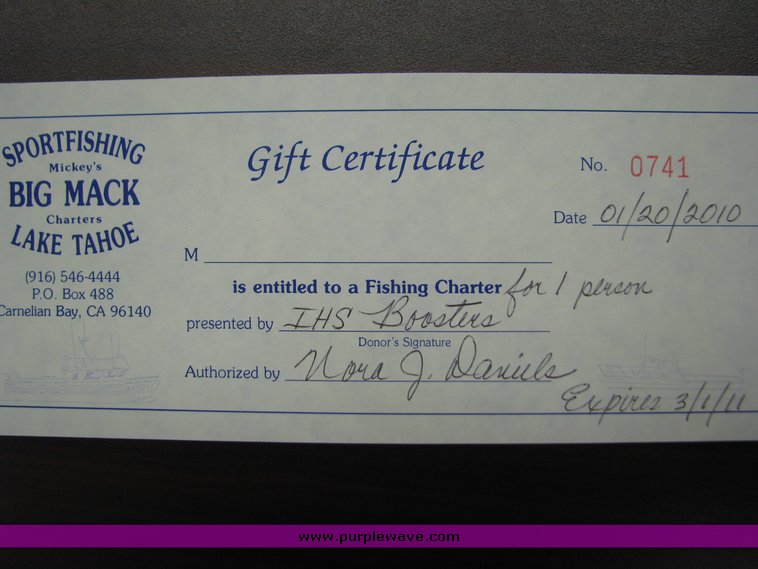 SPORTFISHING
Mickey's
BIG MACK
Charters
LAKE TAHOE
(916) 546-4444
P.O. Box 488
Carnelian Bay, CA 96140
Gift Certificate
No. 0741
Date 01/20/2010
M
is entitled to a Fishing Charter for 1 person
presented by IHS Boosters
Donor's Signature
Authorized by Nora J. Daniels
Expires 3/1/11
www.purplewave.com